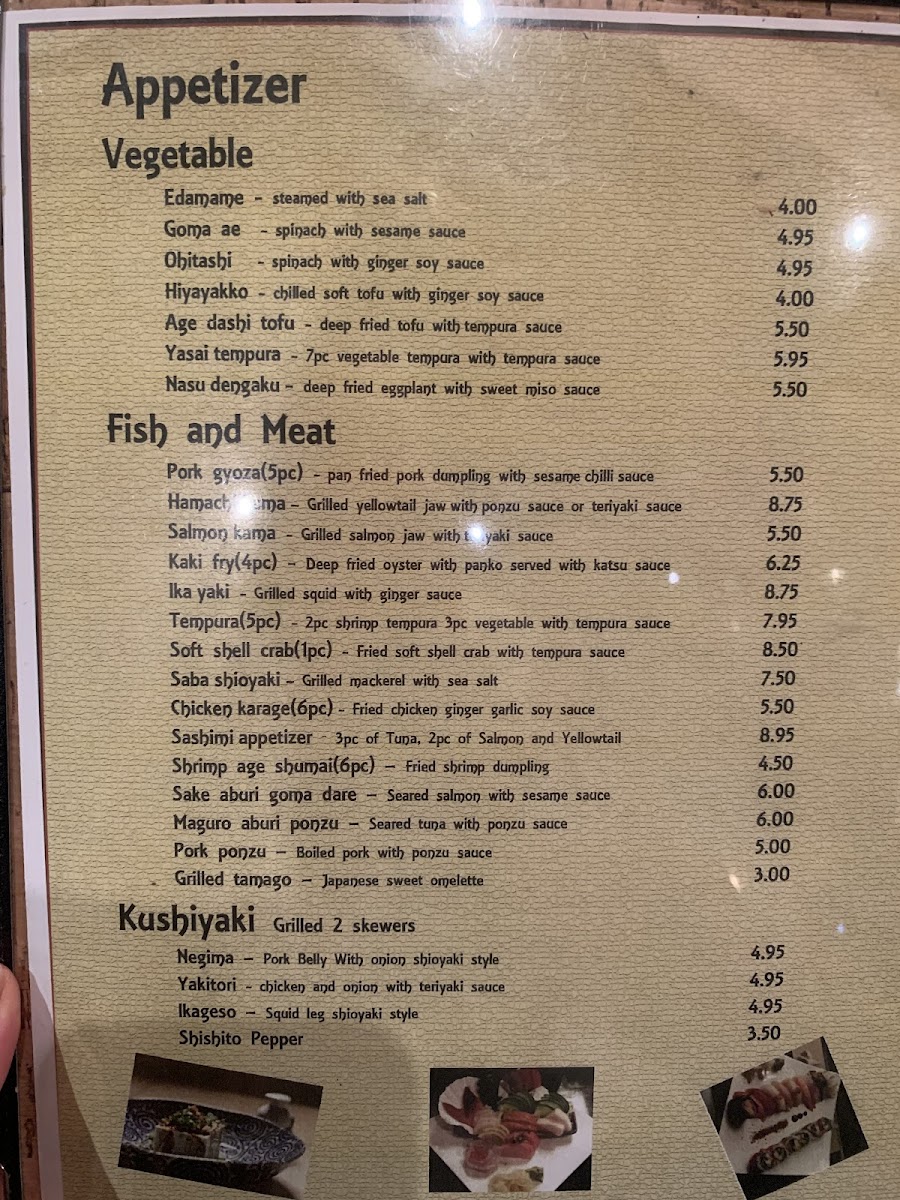 Appetizer
Vegetable
Edamame - steamed with sea salt 4.00
Goma ae - spinach with sesame sauce 4.95
Ohitashi - spinach with ginger soy sauce 4.95
Hiyayakko - chilled soft tofu with ginger soy sauce 4.00
Age dashi tofu - deep fried tofu with tempura sauce 5.50
Yasai tempura - 7pc vegetable tempura with tempura sauce 5.95
Nasu dengaku - deep fried eggplant with sweet miso sauce 5.50
Fish and Meat
Pork gyoza(5pc) - pan fried pork dumpling with sesame chilli sauce 5.50
– Grilled yellowtail jaw with ponzu sauce or teriyaki sauce 8.75
Salmon kama - Grilled salmon jaw with sauce 5.50
Kaki fry(4pc) - Deep fried oyster with panko served with katsu sauce 6.25
Ika yaki - Grilled squid with ginger sauce 8.75
Tempura(5pc) - 2pc shrimp tempura 3pc vegetable with tempura sauce 7.95
Soft shell crab(1pc) - Fried soft shell crab with tempura sauce 8.50
Saba shioyaki – Grilled mackerel with sea salt 7.50
Chicken karage(6pc) - Fried chicken ginger garlic soy sauce 5.50
Sashimi appetizer - 3pc of Tuna, 2pc of Salmon and Yellowtail 8.95
Shrimp age shumai(6pc) – Fried shrimp dumpling 4.50
Sake aburi goma dare – Seared salmon with sesame sauce 6.00
Maguro aburi ponzu – Seared tuna with ponzu sauce 6.00
Pork ponzu – Boiled pork with ponzu sauce 5.00
Grilled tamago – Japanese sweet omelette 3.00
Kushiyaki Grilled 2 skewers
Negima – Pork Belly With onion shioyaki style 4.95
Yakitori - chicken and onion with teriyaki sauce 4.95
Ikageso – Squid leg shioyaki style 4.95
Shishito Pepper 3.50